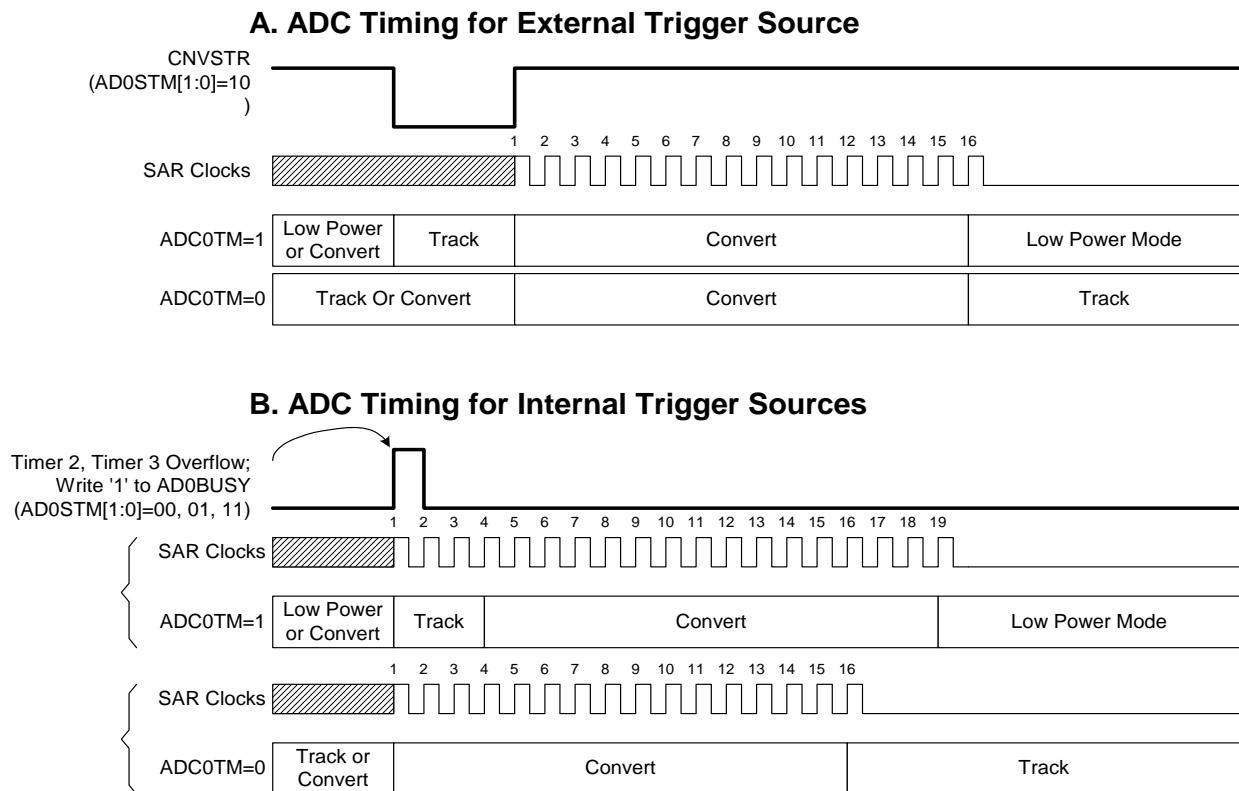 A. ADC Timing for External Trigger Source
CNVSTR
(AD0STM[1:0]=10
)
1 2 3 4 5 6 7 8 9 10 11 12 13 14 15 16
SAR Clocks
ADC0TM=1
Low Power
or Convert
Track
Convert
Low Power Mode
ADC0TM=0
Track Or Convert
Convert
Track
B. ADC Timing for Internal Trigger Sources
Timer 2, Timer 3 Overflow;
Write '1' to AD0BUSY
(AD0STM[1:0]=00, 01, 11)
1 2 3 4 5 6 7 8 9 10 11 12 13 14 15 16 17 18 19
SAR Clocks
ADC0TM=1
Low Power
or Convert
Track
Convert
Low Power Mode
1 2 3 4 5 6 7 8 9 10 11 12 13 14 15 16
SAR Clocks
ADC0TM=0
Track or
Convert
Convert
Track